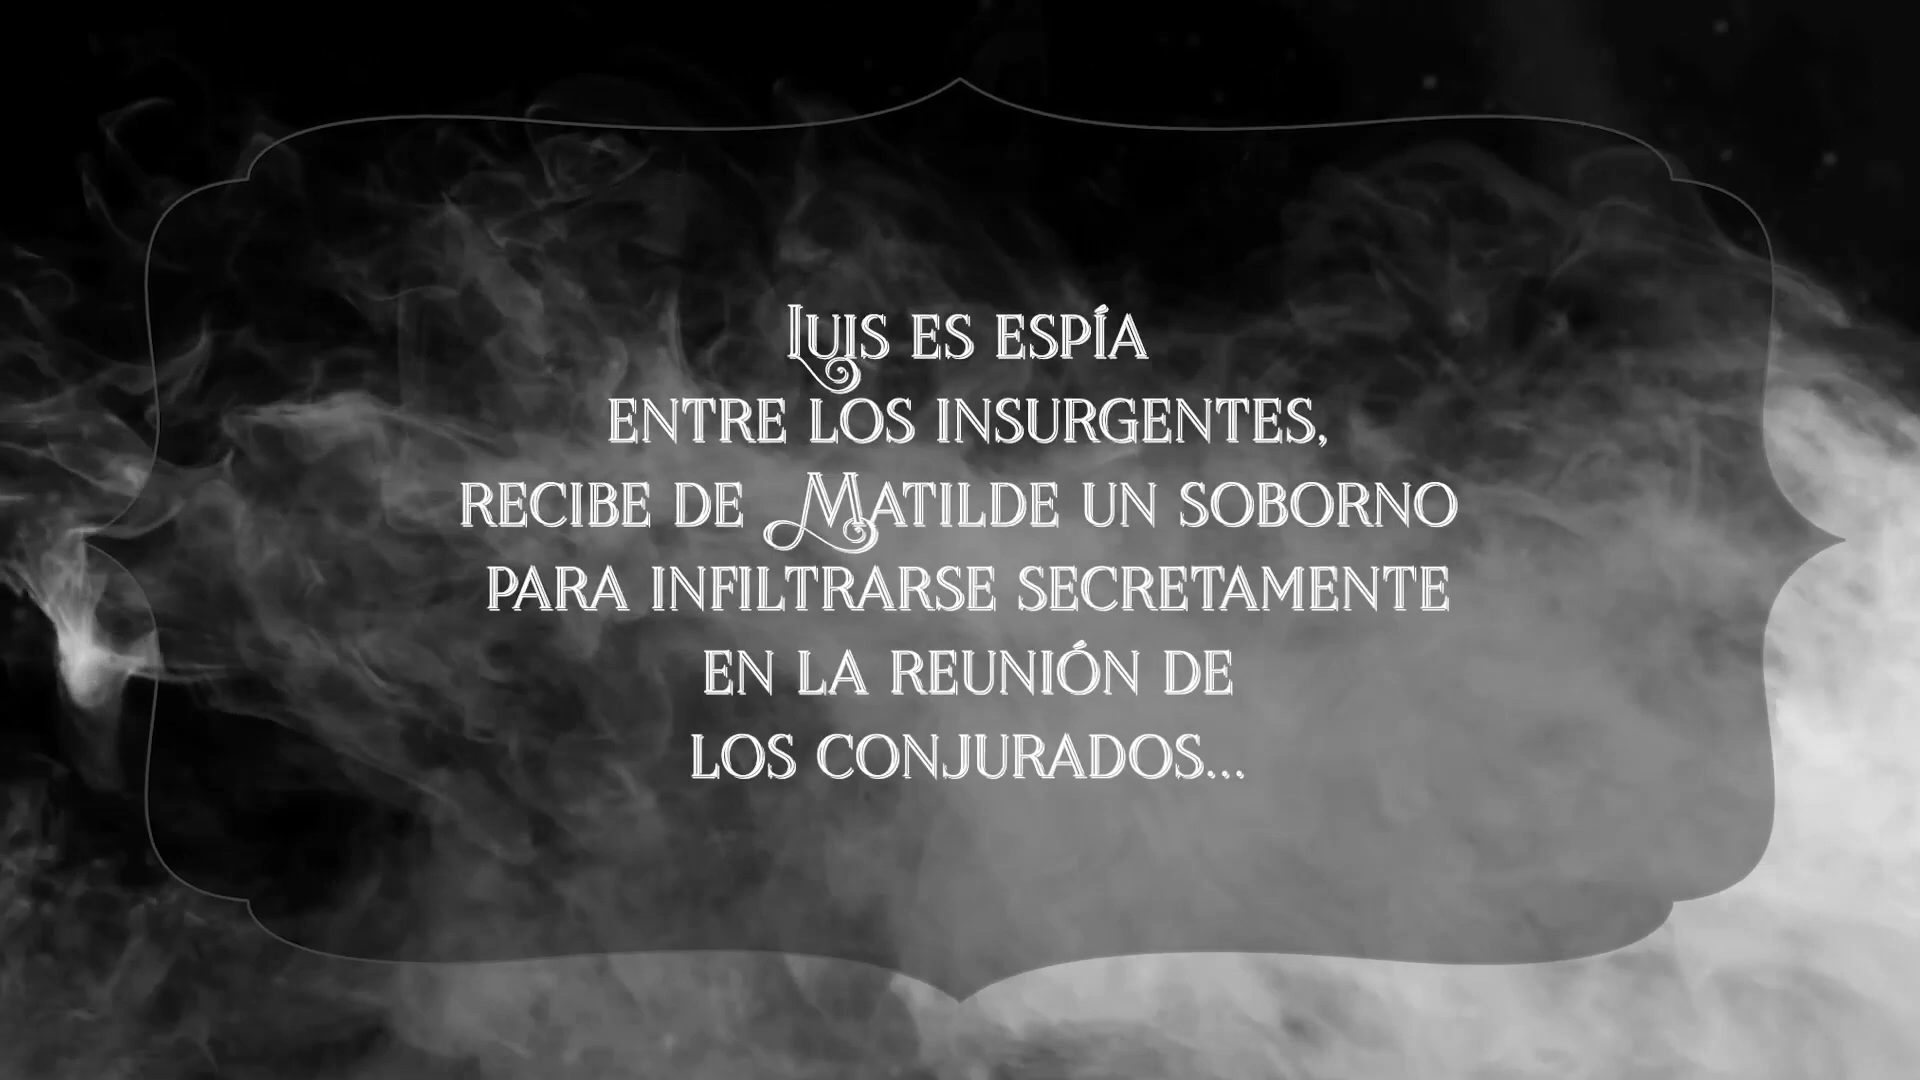 Luis es espía
entre los insurgentes,
recibe de Matilde un soborno
para infiltrarse secretamente
en la reunión de
los conjurados...